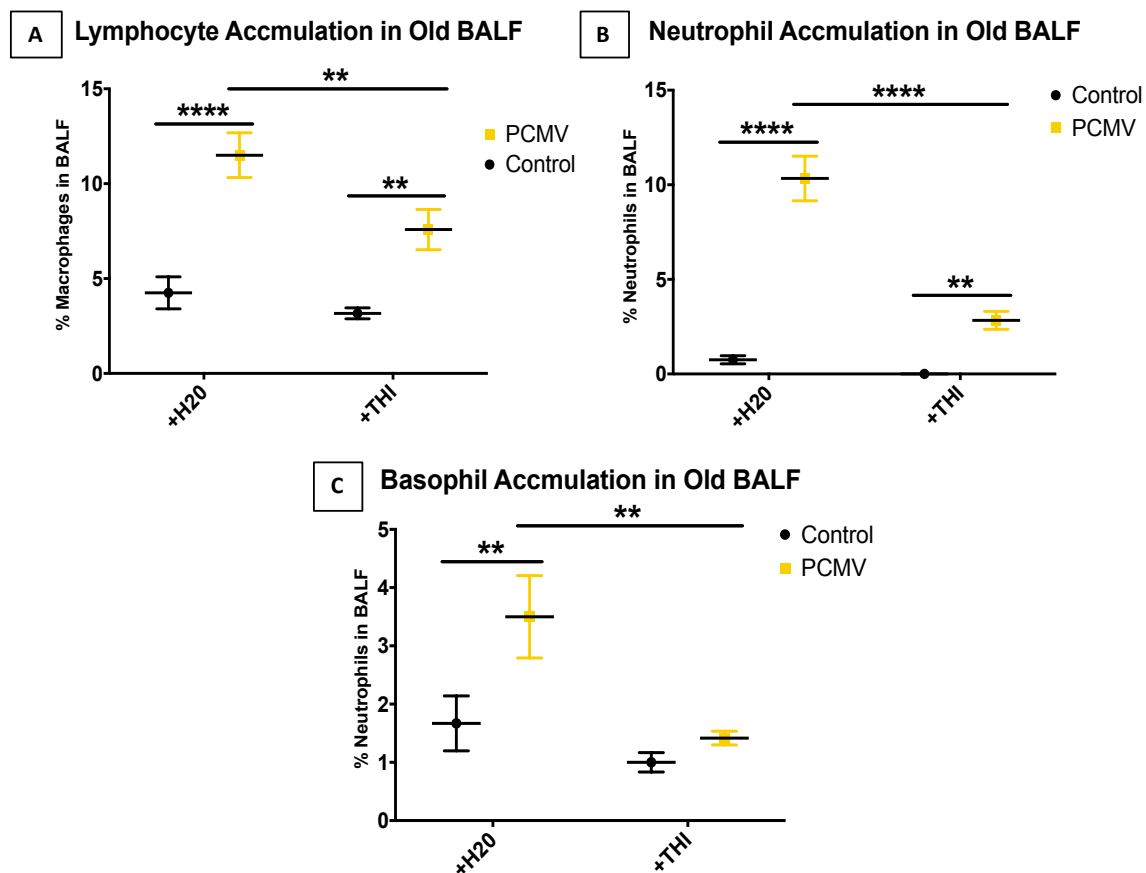 A Lymphocyte Accmulation in Old BALF
% Macrophages in BALF
15
10
5
0
****
**
**
PCMV
Control
+H20
+THI
B Neutrophil Accmulation in Old BALF
% Neutrophils in BALF
15
10
5
0
****
****
**
Control
PCMV
+H20
+THI
C Basophil Accmulation in Old BALF
% Neutrophils in BALF
5
4
3
2
1
0
**
**
Control
PCMV
+H20
+THI